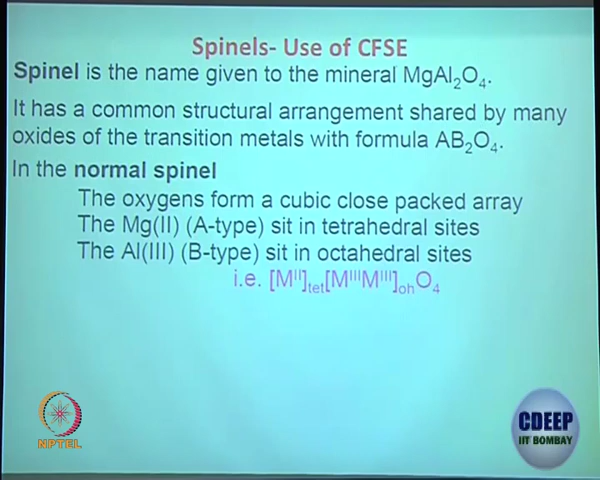 Spinels- Use of CFSE
Spinel is the name given to the mineral MgAl₂O₄.
It has a common structural arrangement shared by many
oxides of the transition metals with formula AB₂O₄.
In the normal spinel
The oxygens form a cubic close packed array
The Mg(II) (A-type) sit in tetrahedral sites
The Al(III) (B-type) sit in octahedral sites
i.e. [Mᴵᴵ]tet[MᴵᴵᴵMᴵᴵᴵ]ohO₄
NPTEL
CDEEP
IIT BOMBAY